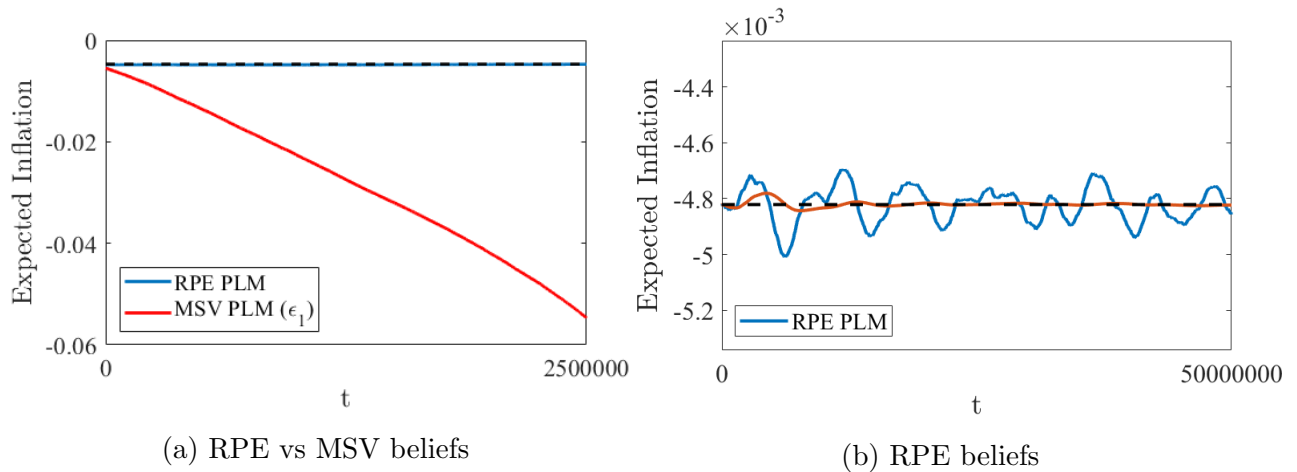 0
-0.02
-0.04
-0.06
Expected Inflation
RPE PLM
MSV PLM (ϵ₁)
0
2500000
t
(a) RPE vs MSV beliefs
×10⁻³
-4.4
-4.6
-4.8
-5
-5.2
Expected Inflation
RPE PLM
0
50000000
t
(b) RPE beliefs